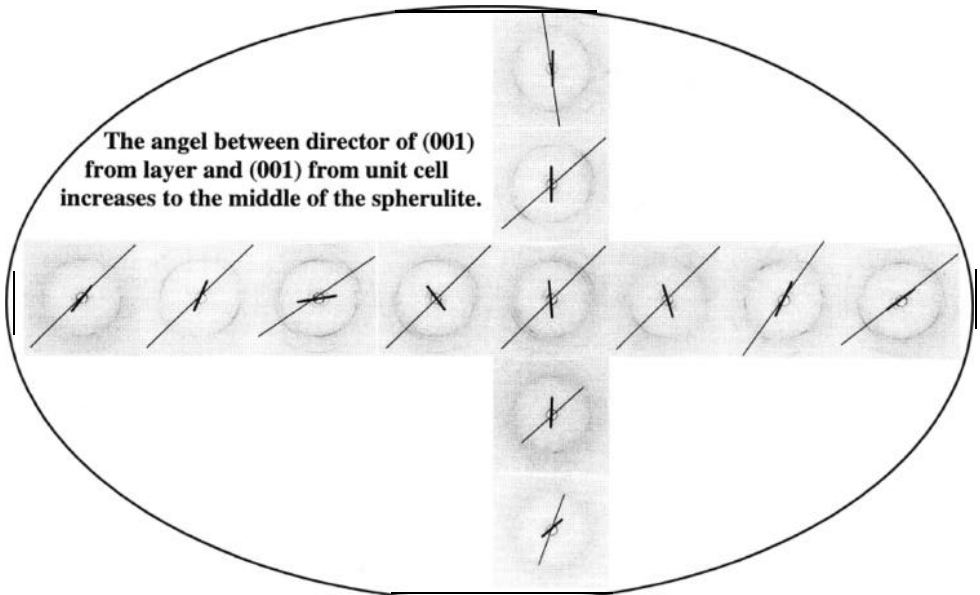 The angel between director of (001)
from layer and (001) from unit cell
increases to the middle of the spherulite.